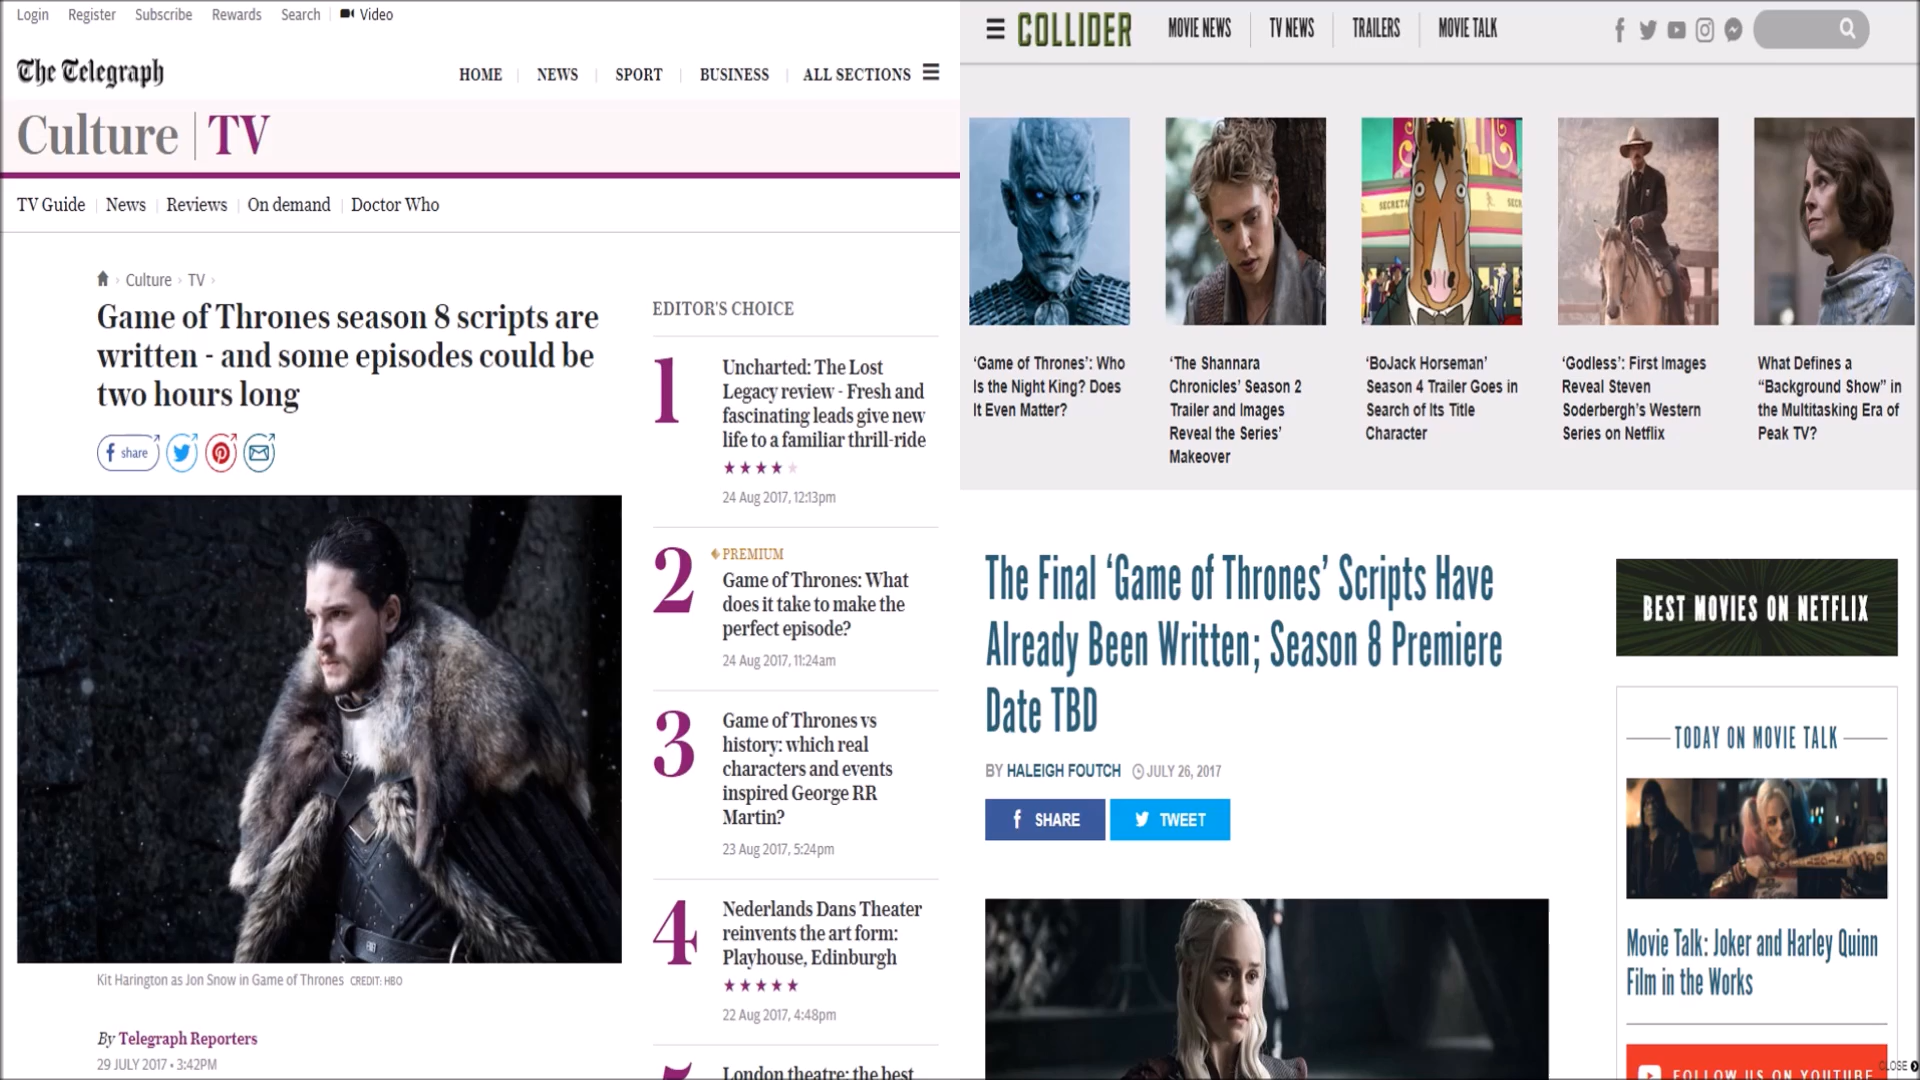 Login Register Subscribe Rewards Search Video
The Telegraph
HOME NEWS SPORT BUSINESS ALL SECTIONS
Culture TV
TV Guide News Reviews On demand Doctor Who
Culture › TV ›
Game of Thrones season 8 scripts are
written - and some episodes could be
two hours long
share
Kit Harington as Jon Snow in Game of Thrones CREDIT: HBO
By Telegraph Reporters
29 JULY 2017 • 3:42PM
EDITOR'S CHOICE
1
Uncharted: The Lost
Legacy review - Fresh and
fascinating leads give new
life to a familiar thrill-ride
★★★★★
24 Aug 2017, 12:13pm
2
PREMIUM
Game of Thrones: What
does it take to make the
perfect episode?
24 Aug 2017, 11:24am
3
Game of Thrones vs
history: which real
characters and events
inspired George RR
Martin?
23 Aug 2017, 5:24pm
4
Nederlands Dans Theater
reinvents the art form:
Playhouse, Edinburgh
★★★★★
22 Aug 2017, 4:48pm
London theatre: the best
COLLIDER MOVIE NEWS TV NEWS TRAILERS MOVIE TALK
SECRETA
‘Game of Thrones’: Who
Is the Night King? Does
It Even Matter?
‘The Shannara
Chronicles’ Season 2
Trailer and Images
Reveal the Series’
Makeover
‘BoJack Horseman’
Season 4 Trailer Goes in
Search of Its Title
Character
‘Godless’: First Images
Reveal Steven
Soderbergh’s Western
Series on Netflix
What Defines a
“Background Show” in
the Multitasking Era of
Peak TV?
The Final ‘Game of Thrones’ Scripts Have
Already Been Written; Season 8 Premiere
Date TBD
BY HALEIGH FOUTCH JULY 26, 2017
SHARE TWEET
BEST MOVIES ON NETFLIX
TODAY ON MOVIE TALK
Movie Talk: Joker and Harley Quinn
Film in the Works
FOLLOW US ON YOUTUBE
CLOSE